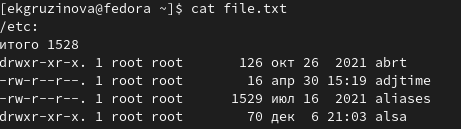 [ekgruzinova@fedora ~]$ cat file.txt
/etc:
итого 1528
drwxr-xr-x. 1 root root 126 окт 26 2021 abrt
-rw-r--r--. 1 root root 16 апр 30 15:19 adjtime
-rw-r--r--. 1 root root 1529 июл 16 2021 aliases
drwxr-xr-x. 1 root root 70 дек 6 21:03 alsa